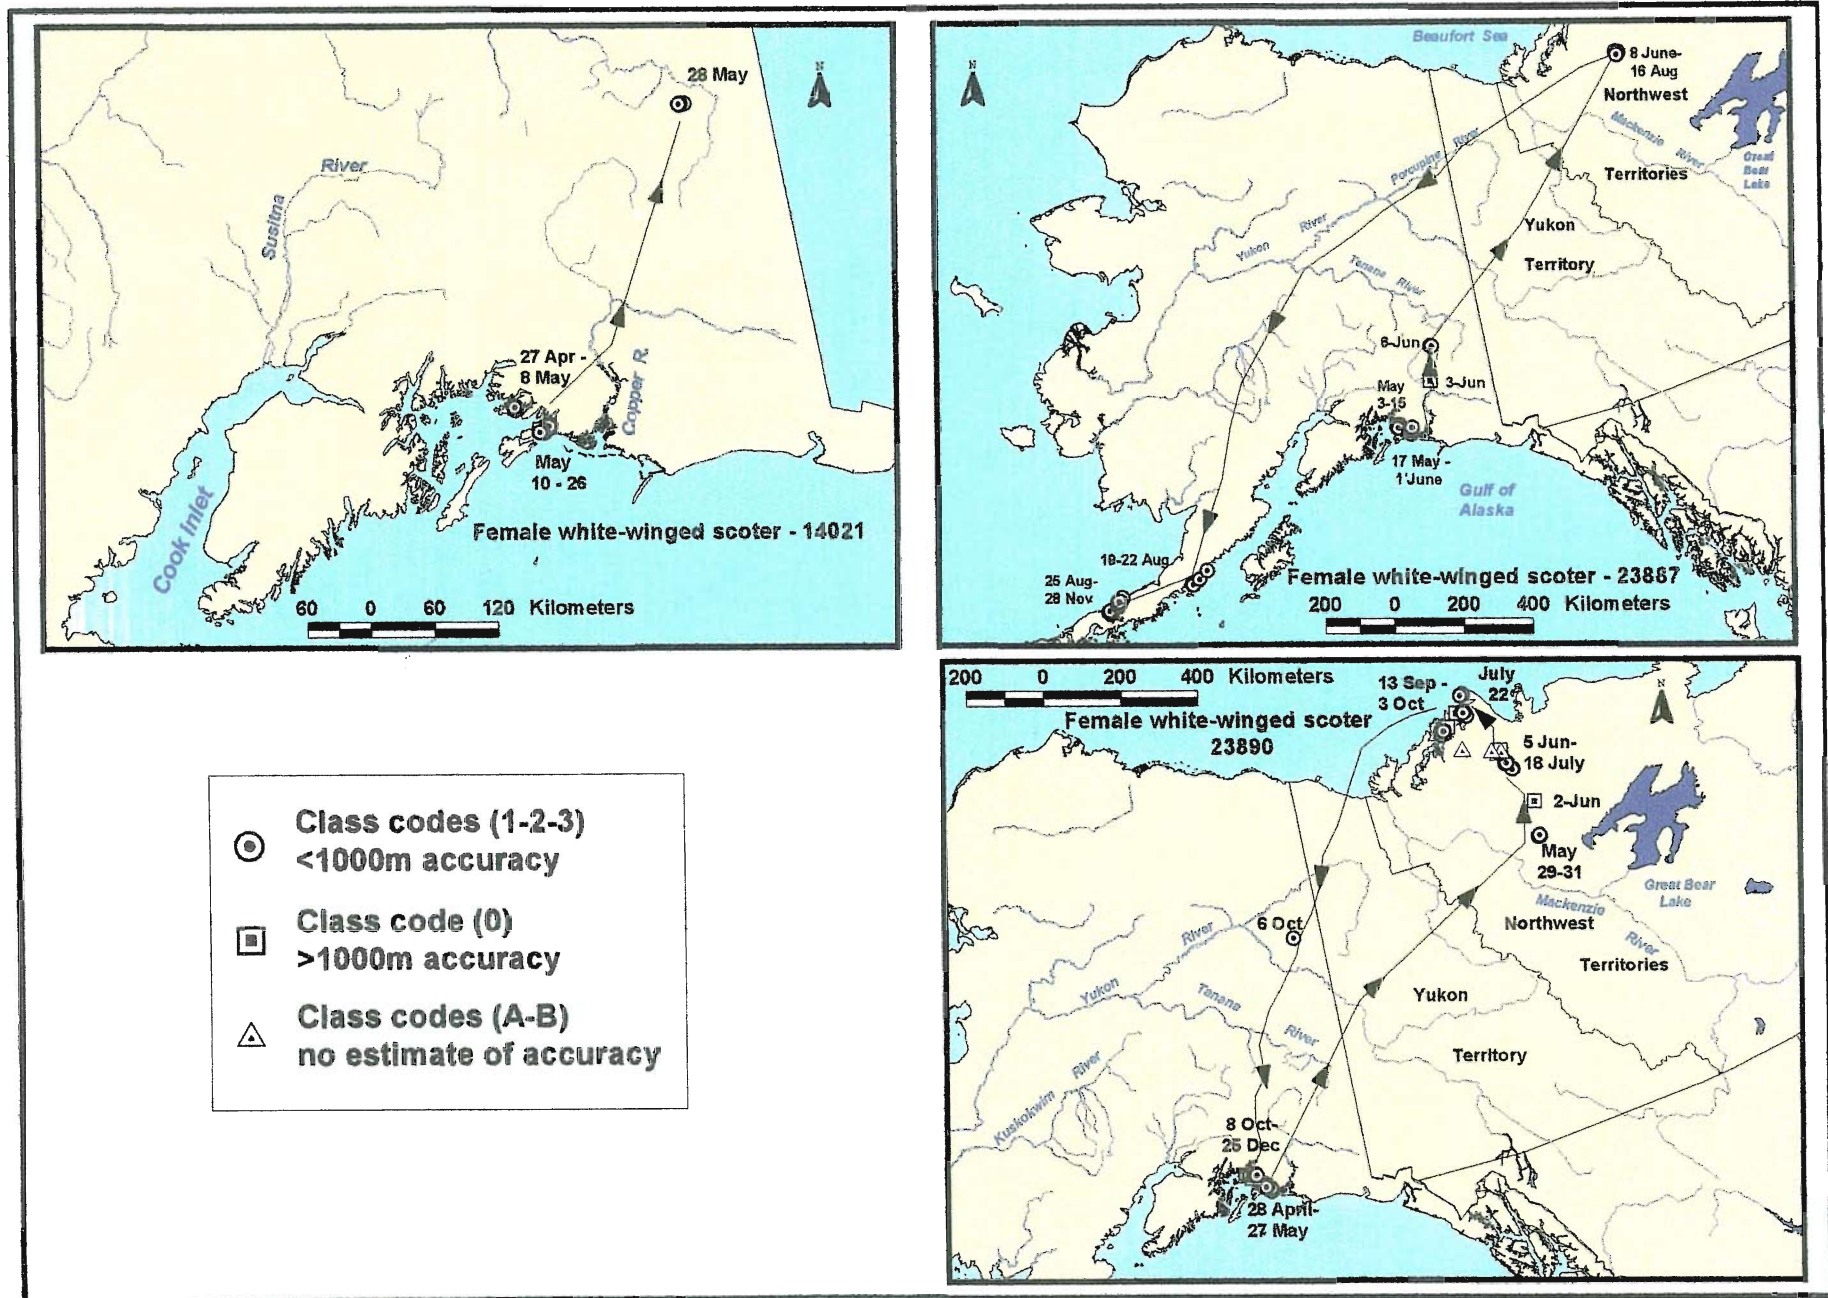 N
28 May
River
Susitna
27 Apr -
8 May
Copper R.
May
10 - 26
Cook Inlet
Female white-winged scoter - 14021
60 0 60 120 Kilometers
Beaufort Sea
N
8 June-
16 Aug
Northwest
Mackenzie River
Great
Bear
Lake
Territories
Porcupine River
Yukon River
Yukon
Territory
Tanana River
6-Jun
3-Jun
May
3-15
17 May -
1 June
Gulf of
Alaska
18-22 Aug
25 Aug-
28 Nov
Female white-winged scoter - 23887
200 0 200 400 Kilometers
200 0 200 400 Kilometers
Female white-winged scoter
23890
13 Sep -
3 Oct
July
22
N
5 Jun-
18 July
2-Jun
May
29-31
Great Bear
Lake
Mackenzie
River
Northwest
Territories
6 Oct
River
Yukon
Tanana
River
Yukon
Territory
Kuskokwim River
8 Oct-
25 Dec
28 April-
27 May
Class codes (1-2-3)
<1000m accuracy
Class code (0)
>1000m accuracy
Class codes (A-B)
no estimate of accuracy